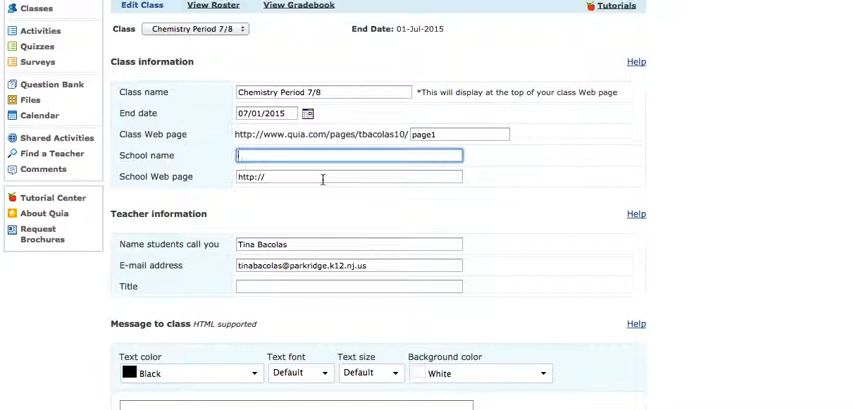 Classes
Activities
Quizzes
Surveys
Question Bank
Files
Calendar
Shared Activities
Find a Teacher
Comments
Tutorial Center
About Quia
Request
Brochures
Edit Class View Roster View Gradebook Tutorials
Class Chemistry Period 7/8 End Date: 01-Jul-2015
Class information Help
Class name Chemistry Period 7/8 *This will display at the top of your class Web page
End date 07/01/2015
Class Web page http://www.quia.com/pages/tbacolas10/ page1
School name
School Web page http://
Teacher information Help
Name students call you Tina Bacolas
E-mail address tinabacolas@parkridge.k12.nj.us
Title
Message to class HTML supported Help
Text color Text font Text size Background color
Black Default Default White